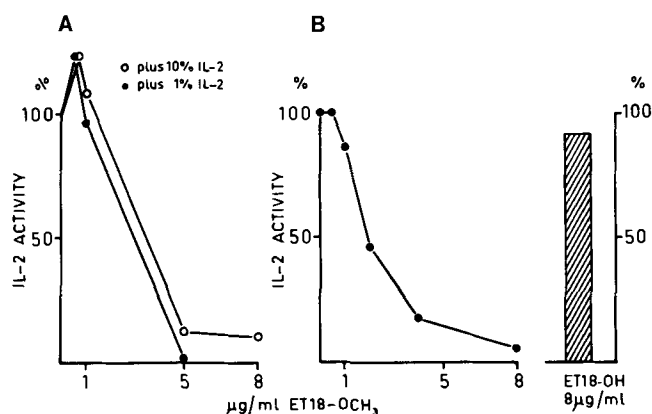 A
B
% 
plus 10% IL-2
plus 1% IL-2
100
50
IL-2 ACTIVITY
1
5
8
%
100
50
IL-2 ACTIVITY
1
5
8
µg/ml ET18-OCH₃
%
100
50
ET18-OH
8µg/ml